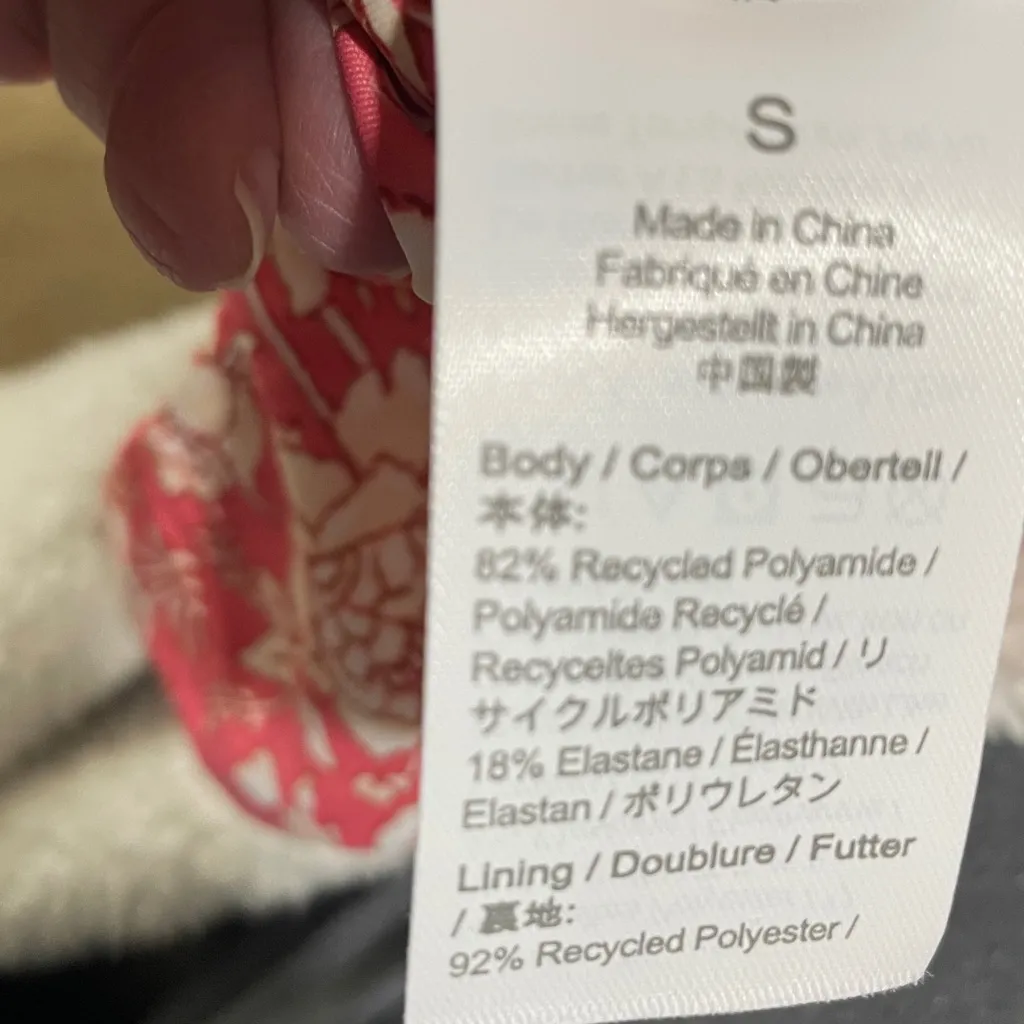 S
Made in China
Fabriqué en Chine
Hergestellt in China
中国製
Body / Corps / Oberteil /
本体:
82% Recycled Polyamide /
Polyamide Recyclé /
Recyceltes Polyamid / リ
サイクルポリアミド
18% Elastane / Élasthanne /
Elastan / ポリウレタン
Lining / Doublure / Futter
/ 裏地:
92% Recycled Polyester /